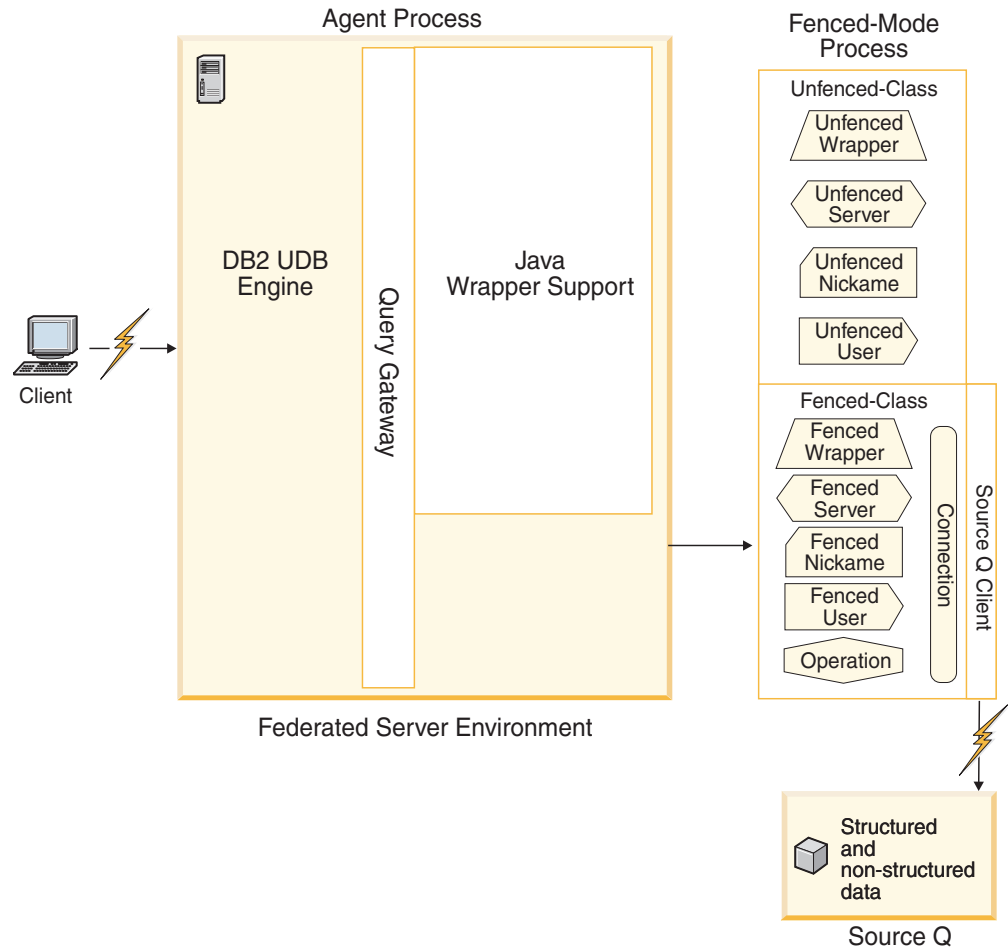 Agent Process
Fenced-Mode
Process
Unfenced-Class
Unfenced
Wrapper
Unfenced
Server
Unfenced
Nickame
Unfenced
User
DB2 UDB
Engine
Query Gateway
Java
Wrapper Support
Client
Fenced-Class
Fenced
Wrapper
Fenced
Server
Fenced
Nickame
Fenced
User
Operation
Connection
Source Q Client
Federated Server Environment
Structured
and
non-structured
data
Source Q